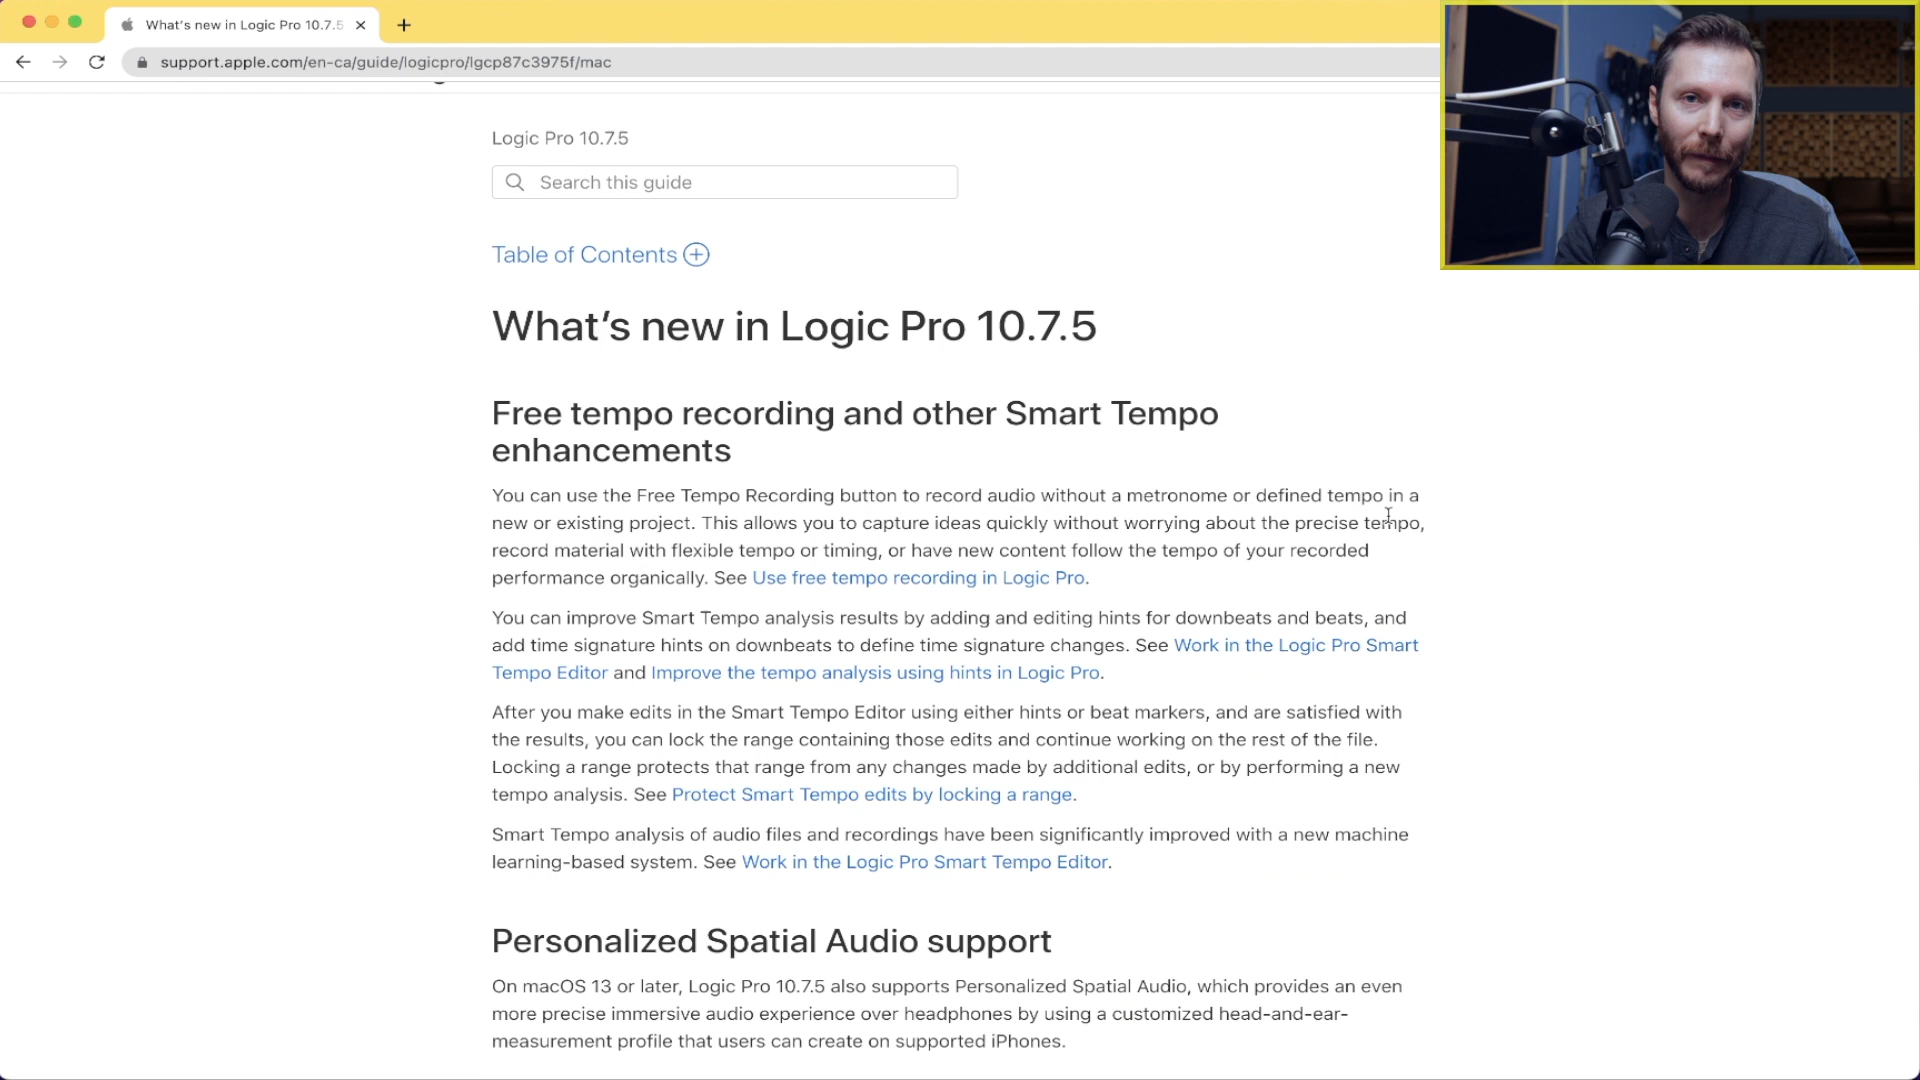 What's new in Logic Pro 10.7.5
support.apple.com/en-ca/guide/logicpro/lgcp87c3975f/mac
Logic Pro 10.7.5
Search this guide
Table of Contents
What's new in Logic Pro 10.7.5
Free tempo recording and other Smart Tempo
enhancements
You can use the Free Tempo Recording button to record audio without a metronome or defined tempo in a
new or existing project. This allows you to capture ideas quickly without worrying about the precise tempo,
record material with flexible tempo or timing, or have new content follow the tempo of your recorded
performance organically. See Use free tempo recording in Logic Pro.
You can improve Smart Tempo analysis results by adding and editing hints for downbeats and beats, and
add time signature hints on downbeats to define time signature changes. See Work in the Logic Pro Smart
Tempo Editor and Improve the tempo analysis using hints in Logic Pro.
After you make edits in the Smart Tempo Editor using either hints or beat markers, and are satisfied with
the results, you can lock the range containing those edits and continue working on the rest of the file.
Locking a range protects that range from any changes made by additional edits, or by performing a new
tempo analysis. See Protect Smart Tempo edits by locking a range.
Smart Tempo analysis of audio files and recordings have been significantly improved with a new machine
learning-based system. See Work in the Logic Pro Smart Tempo Editor.
Personalized Spatial Audio support
On macOS 13 or later, Logic Pro 10.7.5 also supports Personalized Spatial Audio, which provides an even
more precise immersive audio experience over headphones by using a customized head-and-ear-
measurement profile that users can create on supported iPhones.